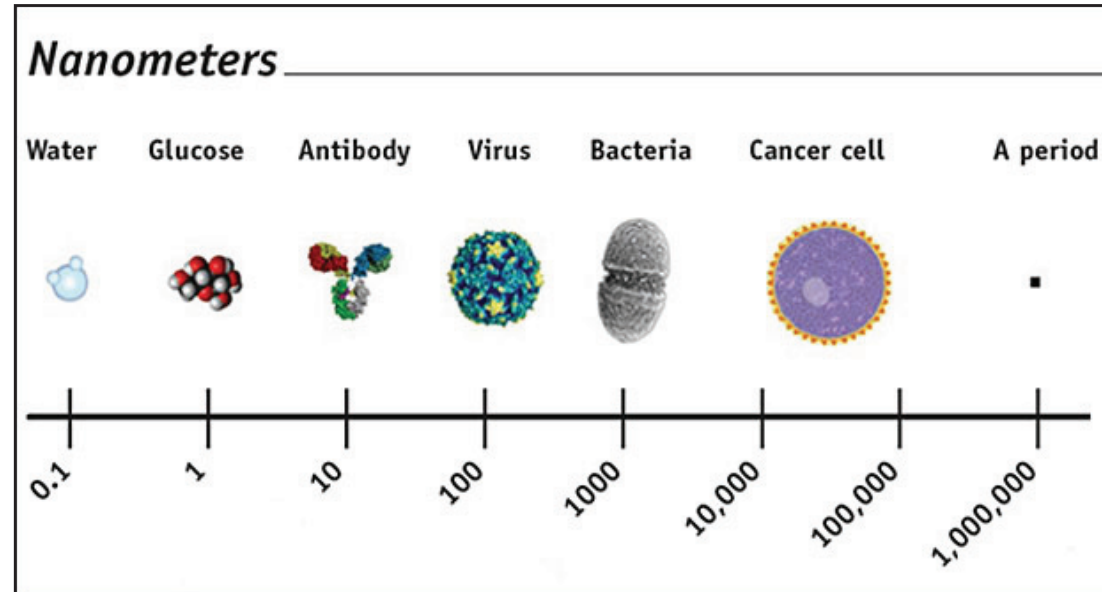 Nanometers
Water Glucose Antibody Virus Bacteria Cancer cell A period
0.1 1 10 100 1000 10,000 100,000 1,000,000